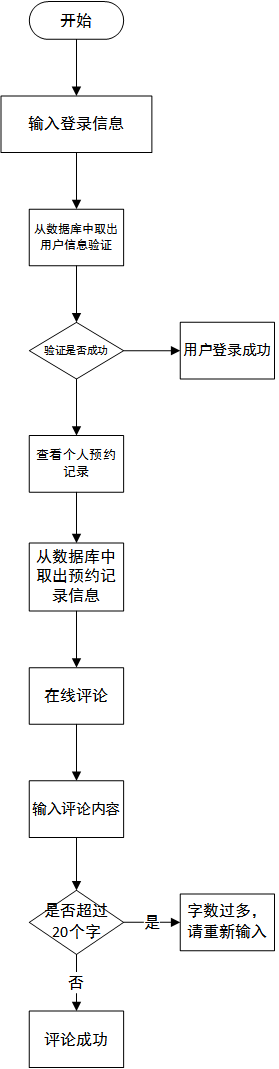 开始
输入登录信息
从数据库中取出
用户信息验证
验证是否成功
用户登录成功
查看个人预约
记录
从数据库中
取出预约记
录信息
在线评论
输入评论内容
是否超过
20个字
是
字数过多，
请重新输入
否
评论成功